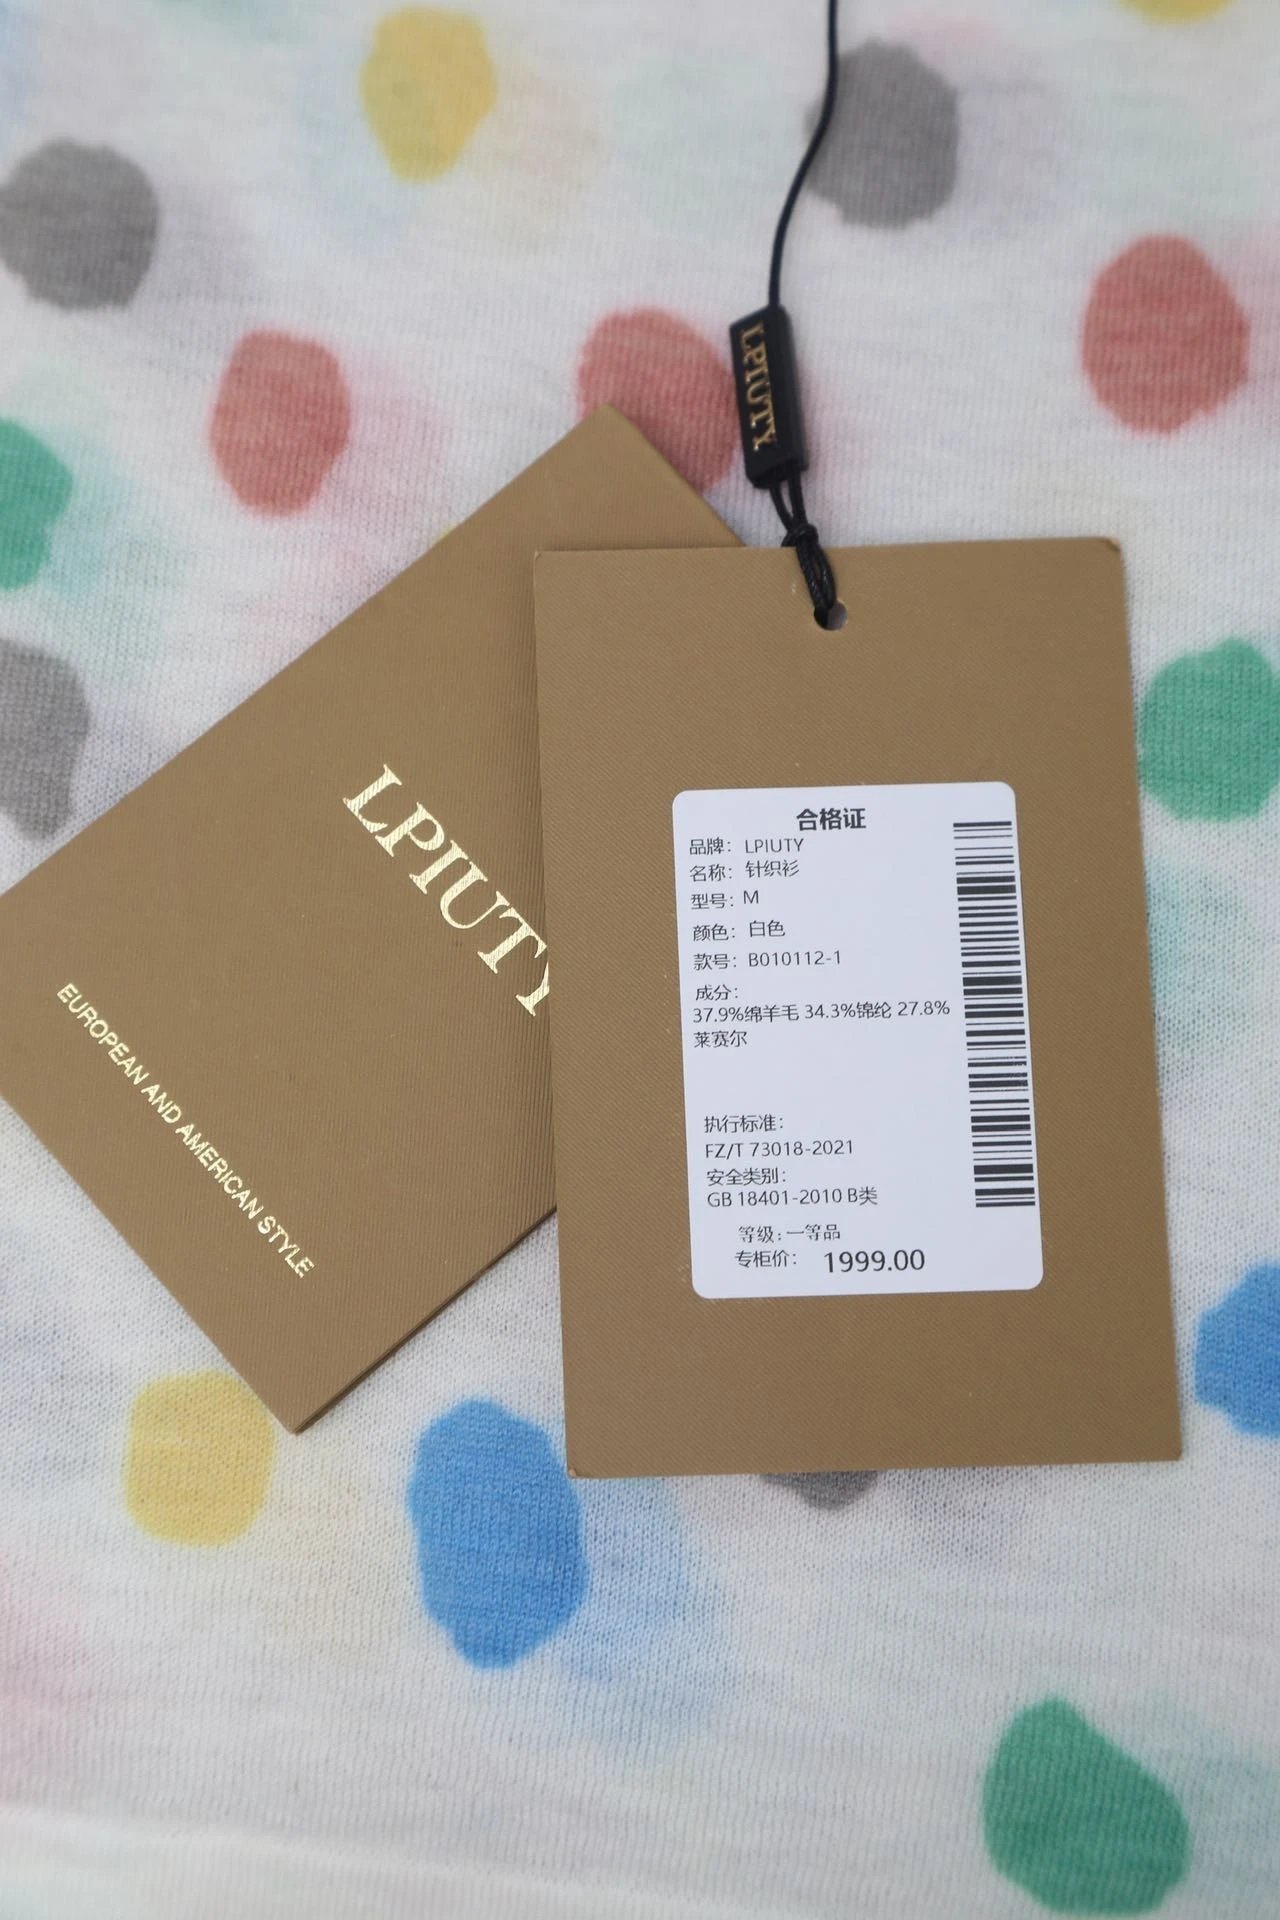 LPIUTY
LPIUTY
EUROPEAN AND AMERICAN STYLE
合格证
品牌： LPIUTY
名称： 针织衫
型号： M
颜色： 白色
款号： B010112-1
成分：
37.9%绵羊毛 34.3%锦纶 27.8%
莱赛尔
执行标准：
FZ/T 73018-2021
安全类别：
GB 18401-2010 B类
等级：一等品
专柜价： 1999.00